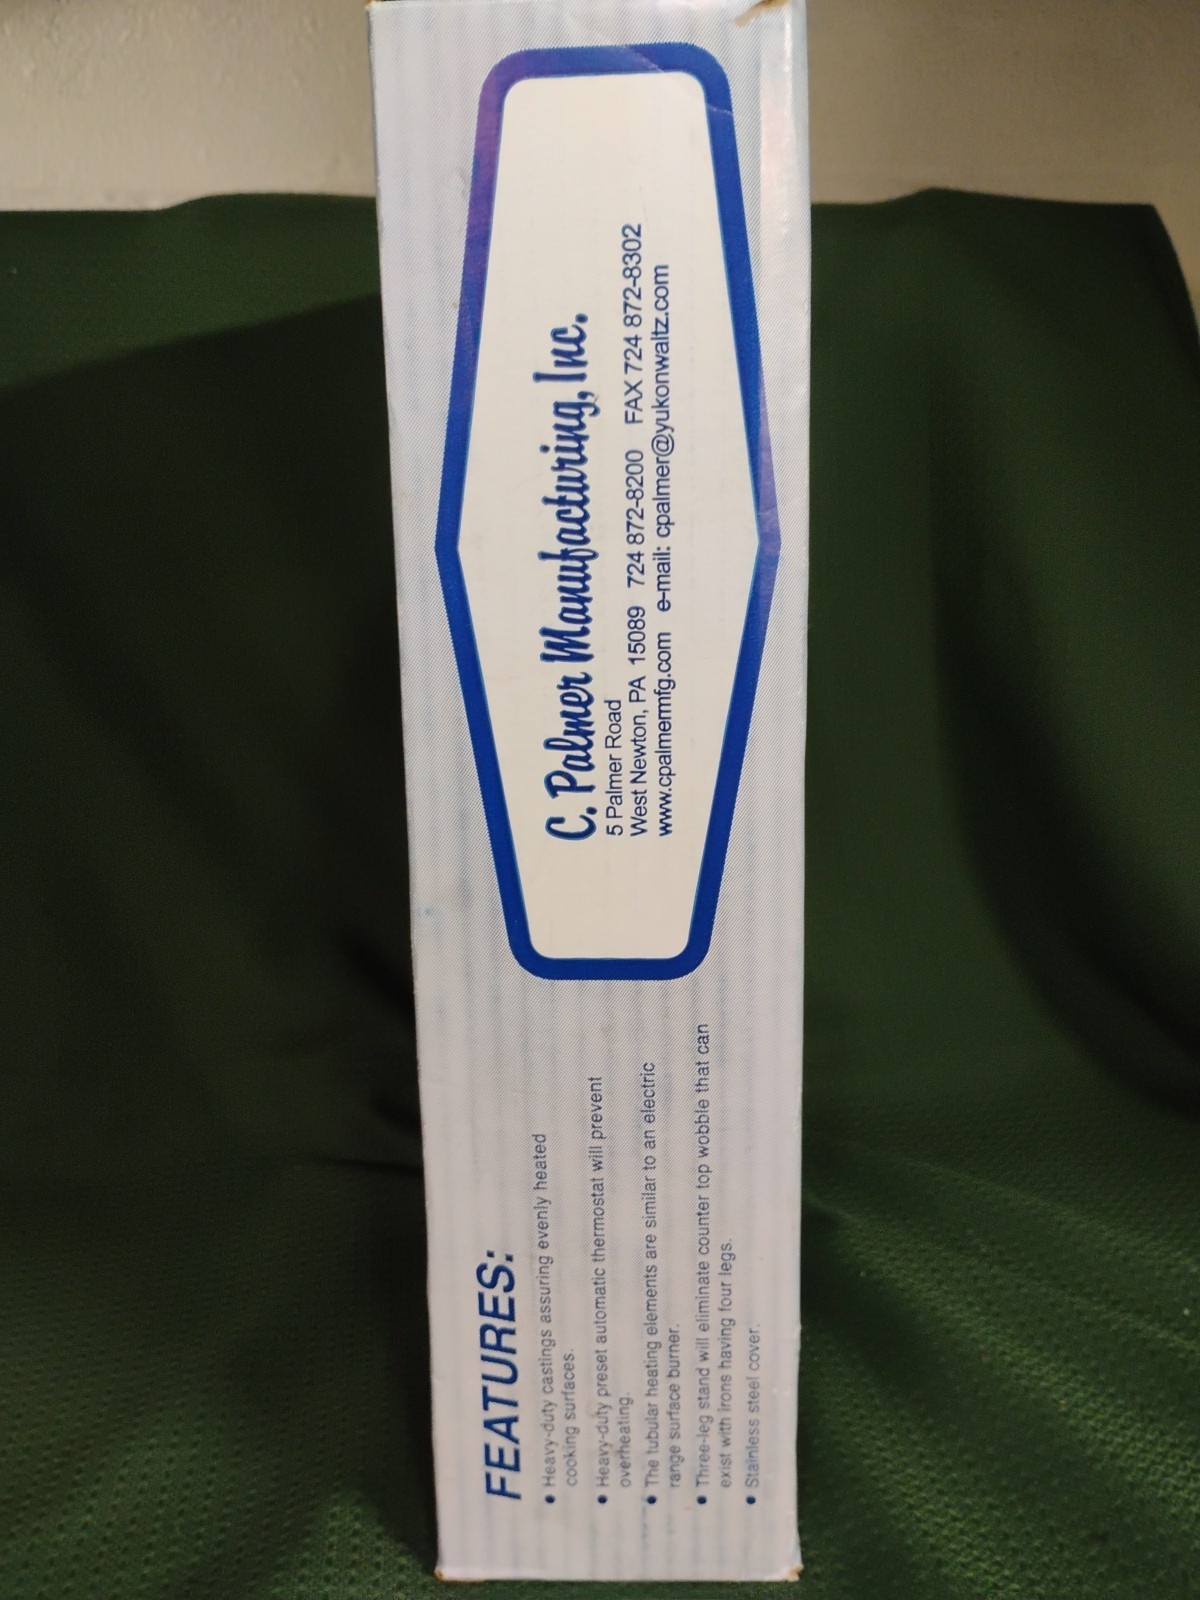 FEATURES:
• Heavy-duty castings assuring evenly heated
cooking surfaces.
• Heavy-duty preset automatic thermostat will prevent
overheating.
• The tubular heating elements are similar to an electric
range surface burner.
• Three-leg stand will eliminate counter top wobble that can
exist with irons having four legs.
• Stainless steel cover.
C. Palmer Manufacturing, Inc.
5 Palmer Road
West Newton, PA 15089 724 872-8200 FAX 724 872-8302
www.cpalmermfg.com e-mail: cpalmer@yukonwaltz.com